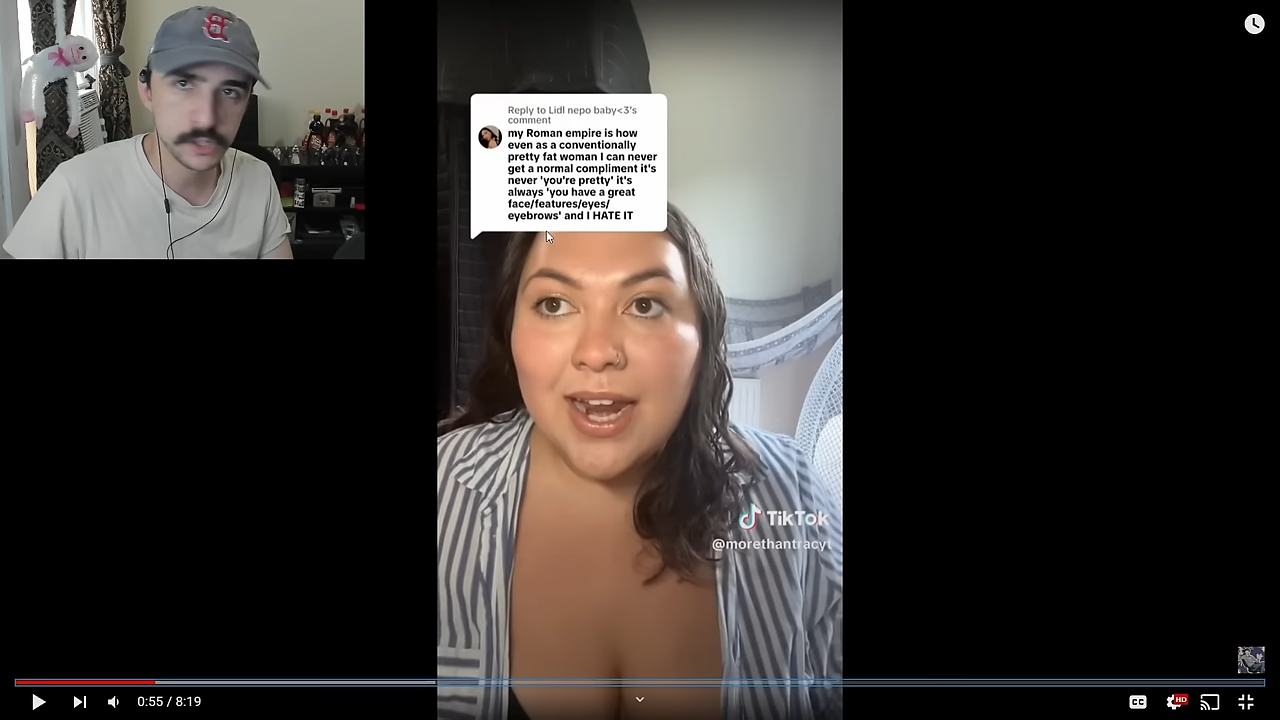 B
Reply to Lidl nepo baby<3's
comment
my Roman empire is how
even as a conventionally
pretty fat woman I can never
get a normal compliment it's
never 'you're pretty' it's
always 'you have a great
face/features/eyes/
eyebrows' and I HATE IT
TikTok
@morethantracyt
0:55 / 8:19
CC
HD